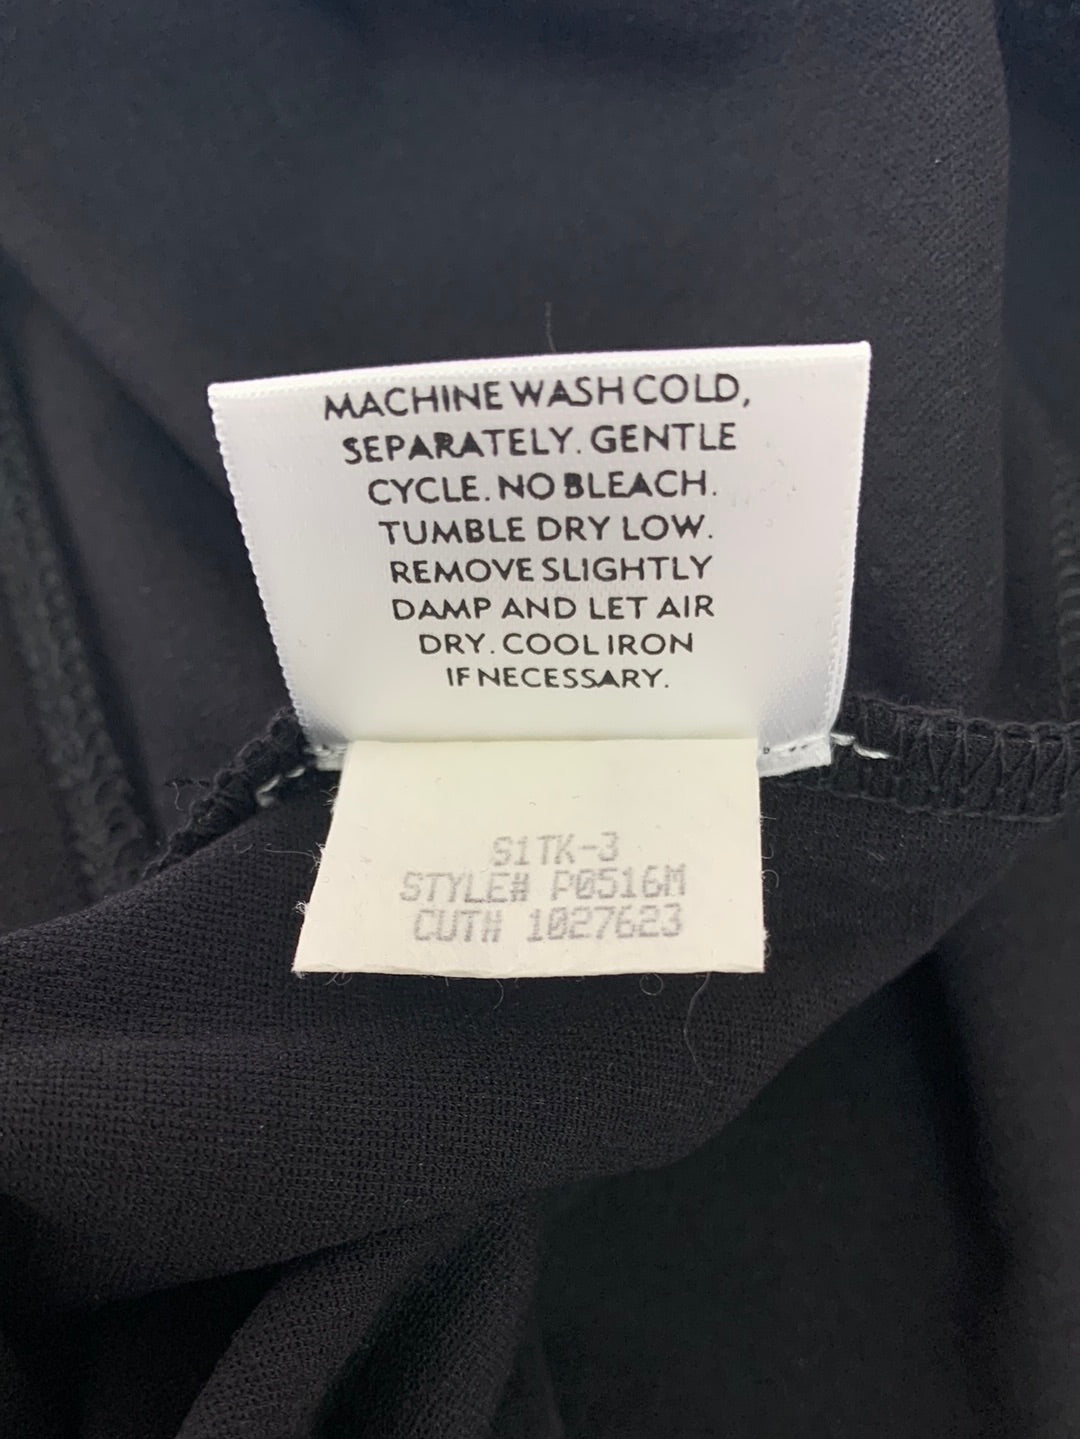 MACHINE WASH COLD,
SEPARATELY. GENTLE
CYCLE. NO BLEACH.
TUMBLE DRY LOW.
REMOVE SLIGHTLY
DAMP AND LET AIR
DRY. COOL IRON
IF NECESSARY.
S1TK-3
STYLE# P0516M
CUT# 1027623